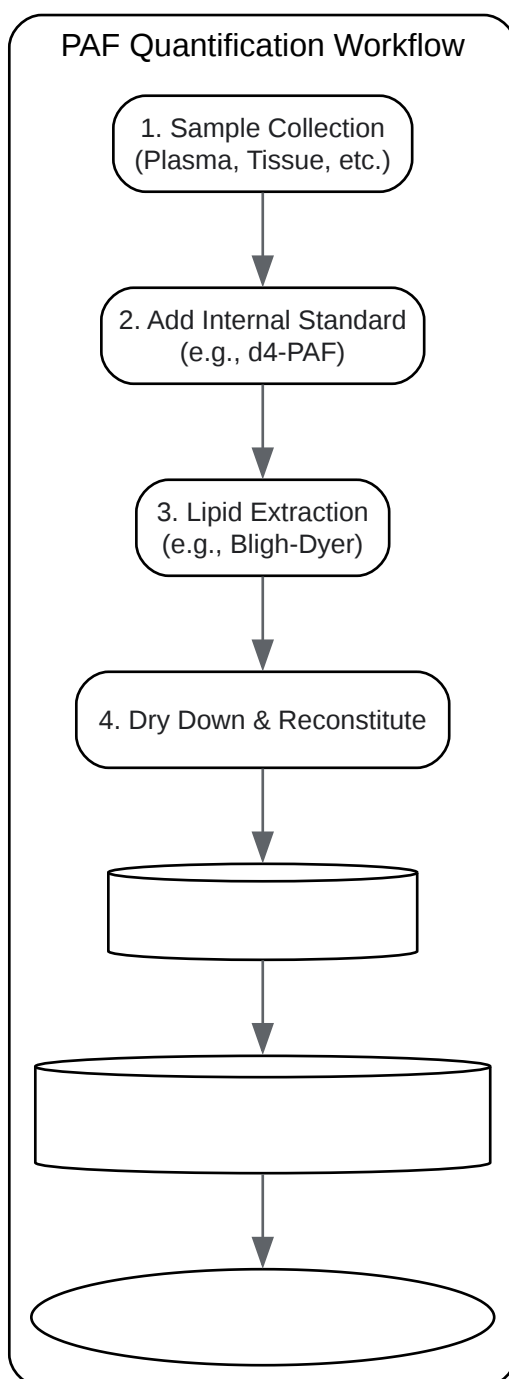 PAF Quantification Workflow
1. Sample Collection
(Plasma, Tissue, etc.)
2. Add Internal Standard
(e.g., d4-PAF)
3. Lipid Extraction
(e.g., Bligh-Dyer)
4. Dry Down & Reconstitute